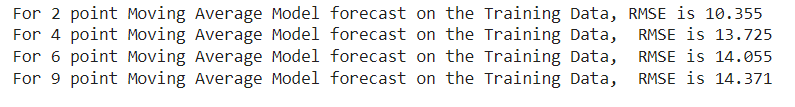 For 2 point Moving Average Model forecast on the Training Data, RMSE is 10.355
For 4 point Moving Average Model forecast on the Training Data,  RMSE is 13.725
For 6 point Moving Average Model forecast on the Training Data,  RMSE is 14.055
For 9 point Moving Average Model forecast on the Training Data,  RMSE is 14.371